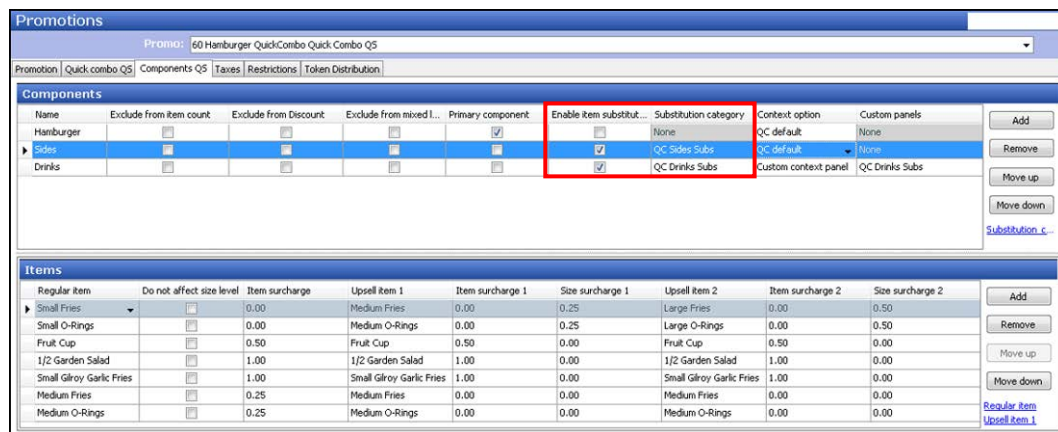 Promotions
Promo: 60 Hamburger QuickCombo Quick Combo QS
Promotion Quick combo QS Components QS Taxes Restrictions Token Distribution
Components
Name Exclude from item count Exclude from Discount Exclude from mixed l... Primary component Enable item substitut... Substitution category Context option Custom panels
Hamburger None QC default None
Sides QC Sides Subs QC default None
Drinks QC Drinks Subs Custom context panel QC Drinks Subs
Add
Remove
Move up
Move down
Substitution c...
Items
Regular item Do not affect size level Item surcharge Upsell item 1 Item surcharge 1 Size surcharge 1 Upsell item 2 Item surcharge 2 Size surcharge 2
Small Fries 0.00 Medium Fries 0.00 0.25 Large Fries 0.00 0.50
Small O-Rings 0.00 Medium O-Rings 0.00 0.25 Large O-Rings 0.00 0.50
Fruit Cup 0.50 Fruit Cup 0.50 0.00 Fruit Cup 0.50 0.00
1/2 Garden Salad 1.00 1/2 Garden Salad 1.00 0.00 1/2 Garden Salad 1.00 0.00
Small Gilroy Garlic Fries 1.00 Small Gilroy Garlic Fries 1.00 0.00 Small Gilroy Garlic Fries 1.00 0.00
Medium Fries 0.25 Medium Fries 0.00 0.00 Medium Fries 0.00 0.00
Medium O-Rings 0.25 Medium O-Rings 0.00 0.00 Medium O-Rings 0.00 0.00
Add
Remove
Move up
Move down
Regular item
Upsell item 1